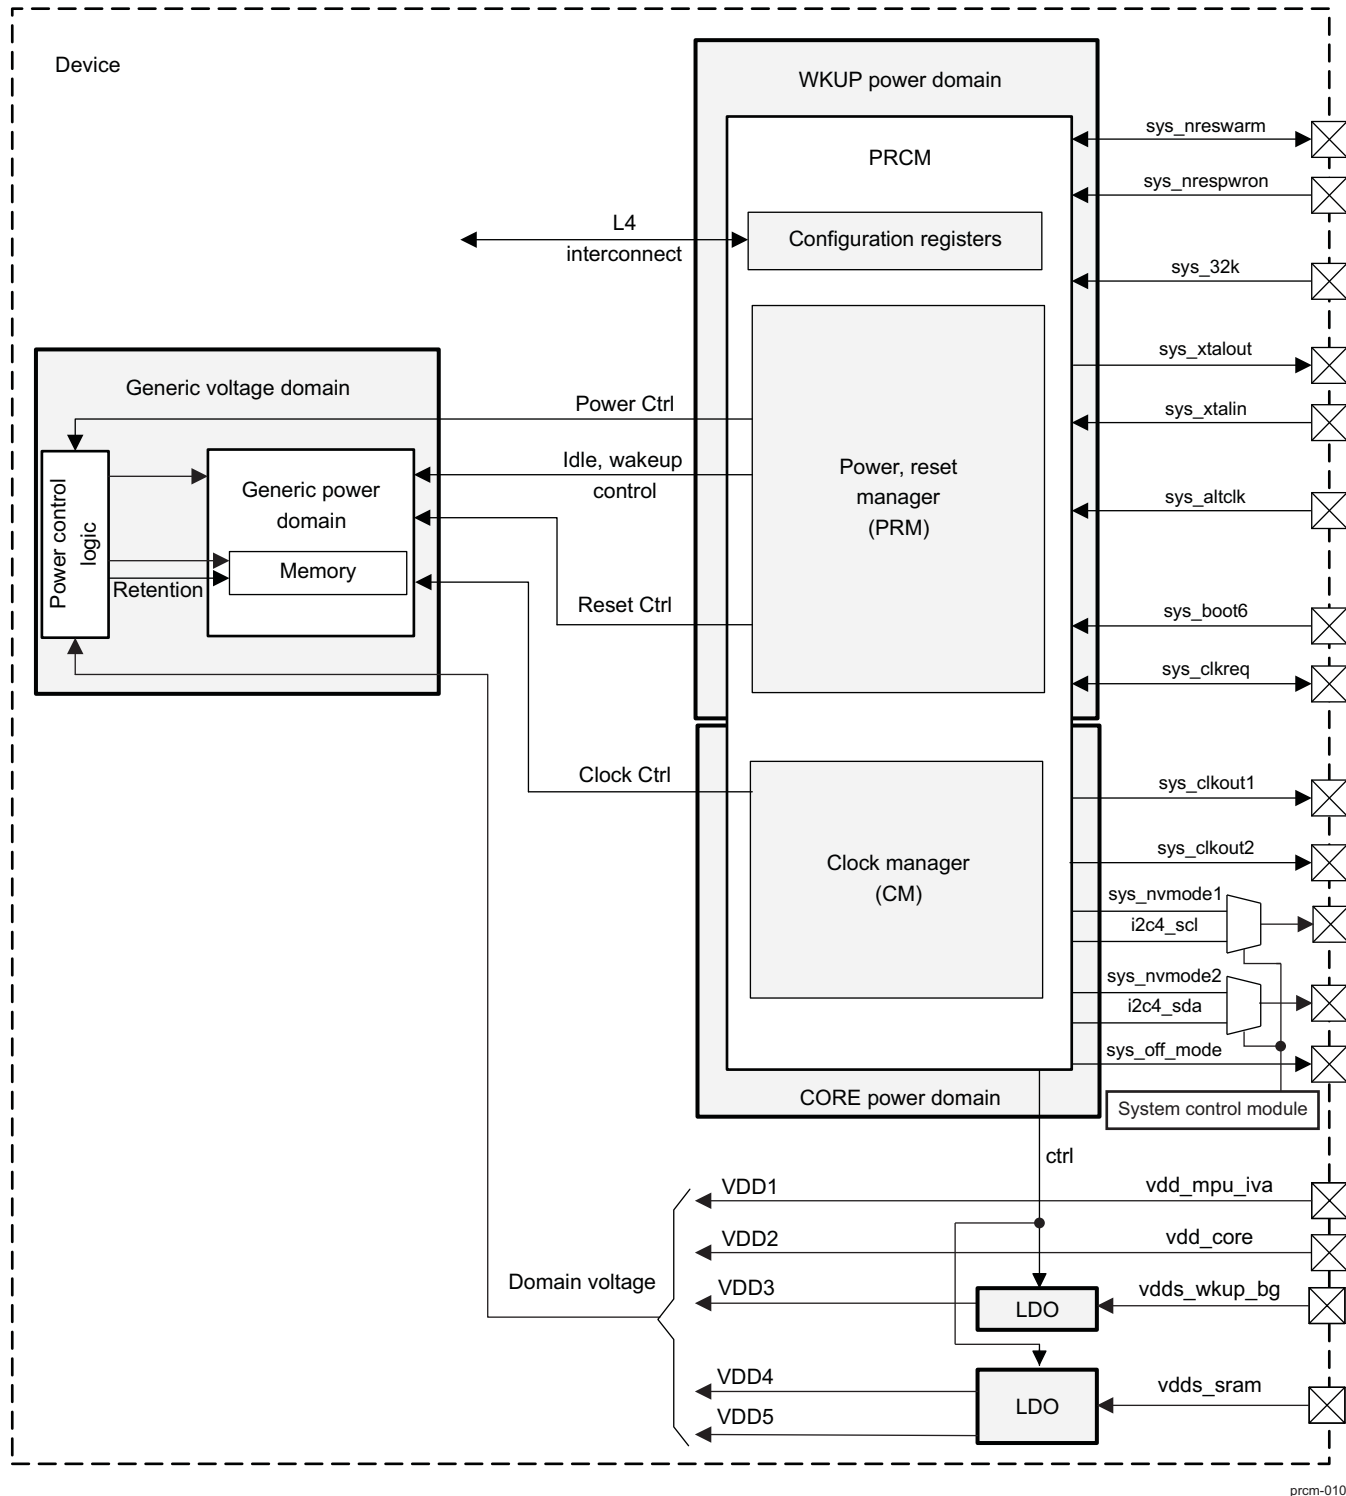 Device
WKUP power domain
PRCM
Configuration registers
L4
interconnect
Power, reset
manager
(PRM)
Generic voltage domain
Power control
logic
Generic power
domain
Memory
Retention
Power Ctrl
Idle, wakeup
control
Reset Ctrl
Clock Ctrl
Clock manager
(CM)
CORE power domain
sys_nreswarm
sys_nrespwron
sys_32k
sys_xtalout
sys_xtalin
sys_altclk
sys_boot6
sys_clkreq
sys_clkout1
sys_clkout2
sys_nvmode1
i2c4_scl
sys_nvmode2
i2c4_sda
sys_off_mode
System control module
ctrl
Domain voltage
VDD1
vdd_mpu_iva
VDD2
vdd_core
VDD3
LDO
vdds_wkup_bg
VDD4
VDD5
LDO
vdds_sram
prcm-010